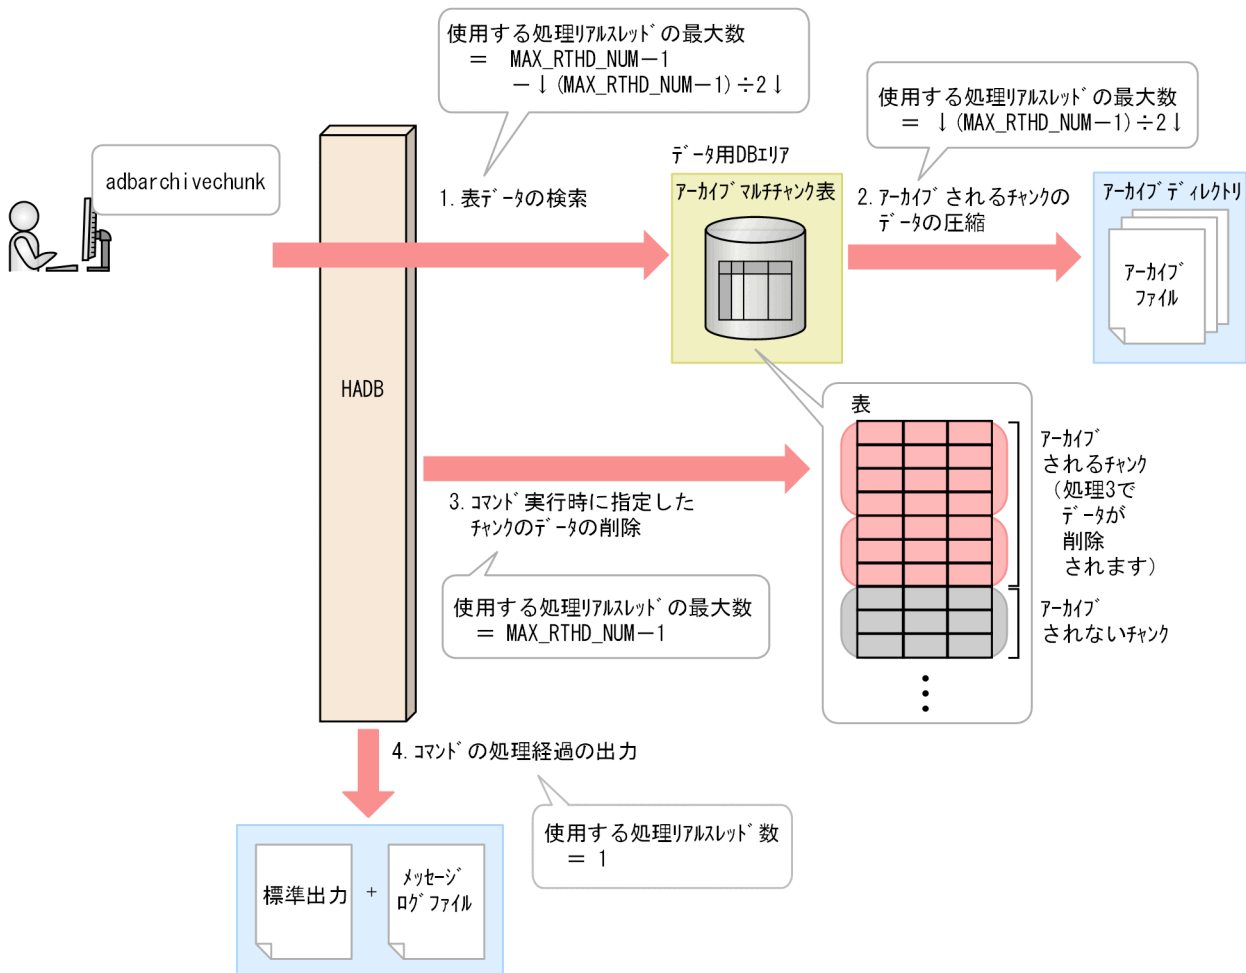 使用する処理リアルスレッドの最大数
＝ MAX_RTHD_NUM－1
－↓(MAX_RTHD_NUM－1)÷2↓
使用する処理リアルスレッドの最大数
＝ ↓(MAX_RTHD_NUM－1)÷2↓
adbarchivechunk
データ用DBエリア
1. 表データの検索
アーカイブマルチチャンク表
2. アーカイブされるチャンクの
データの圧縮
アーカイブディレクトリ
アーカイブ
ファイル
HADB
表
アーカイブ
されるチャンク
（処理3で
データが
削除
されます）
3. コマンド実行時に指定した
チャンクのデータの削除
使用する処理リアルスレッドの最大数
＝ MAX_RTHD_NUM－1
アーカイブ
されないチャンク
4. コマンドの処理経過の出力
使用する処理リアルスレッド数
＝ 1
標準出力
+
メッセージ
ログファイル